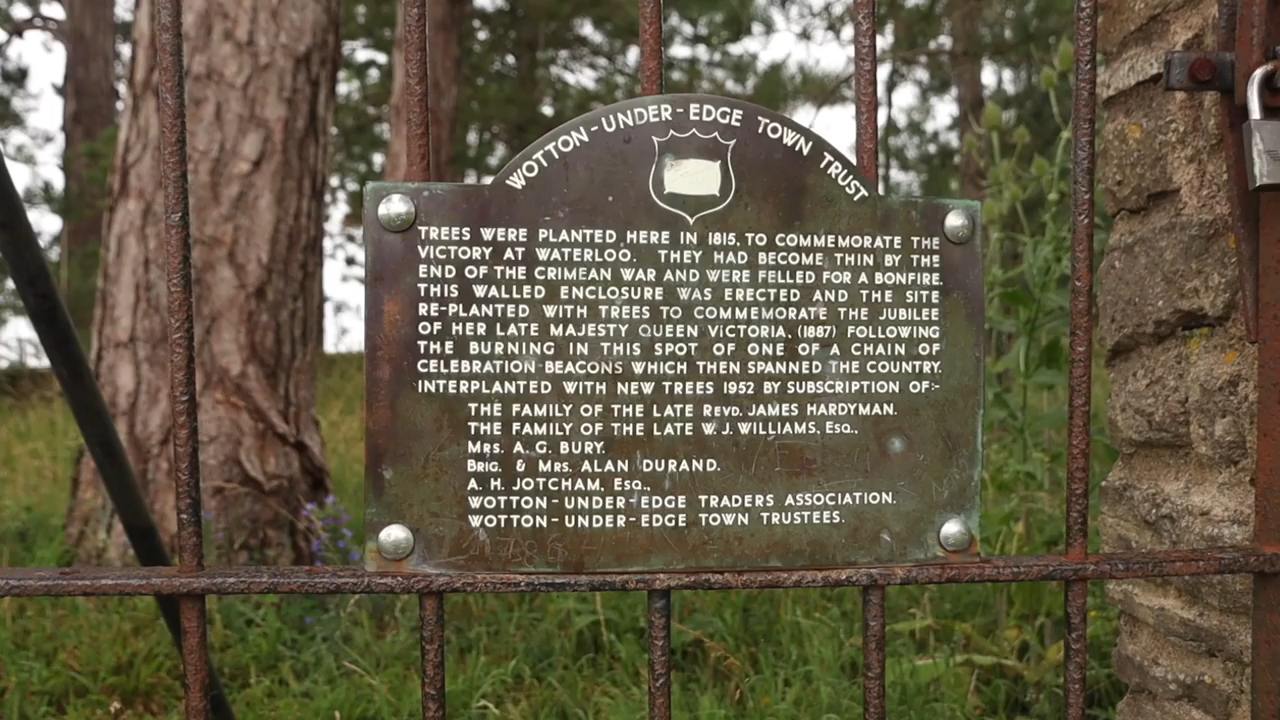 WOTTON-UNDER-EDGE TOWN TRUST
TREES WERE PLANTED HERE IN 1815, TO COMMEMORATE THE
VICTORY AT WATERLOO. THEY HAD BECOME THIN BY THE
END OF THE CRIMEAN WAR AND WERE FELLED FOR A BONFIRE.
THIS WALLED ENCLOSURE WAS ERECTED AND THE SITE
RE-PLANTED WITH TREES TO COMMEMORATE THE JUBILEE
OF HER LATE MAJESTY QUEEN VICTORIA, (1887) FOLLOWING
THE BURNING IN THIS SPOT OF ONE OF A CHAIN OF
CELEBRATION BEACONS WHICH THEN SPANNED THE COUNTRY.
INTERPLANTED WITH NEW TREES 1952 BY SUBSCRIPTION OF:-
THE FAMILY OF THE LATE REVD. JAMES HARDYMAN.
THE FAMILY OF THE LATE W. J. WILLIAMS, ESQ.,
MRS. A. G. BURY.
BRIG. & MRS. ALAN DURAND.
A. H. JOTCHAM, ESQ.,
WOTTON-UNDER-EDGE TRADERS ASSOCIATION.
WOTTON-UNDER-EDGE TOWN TRUSTEES.